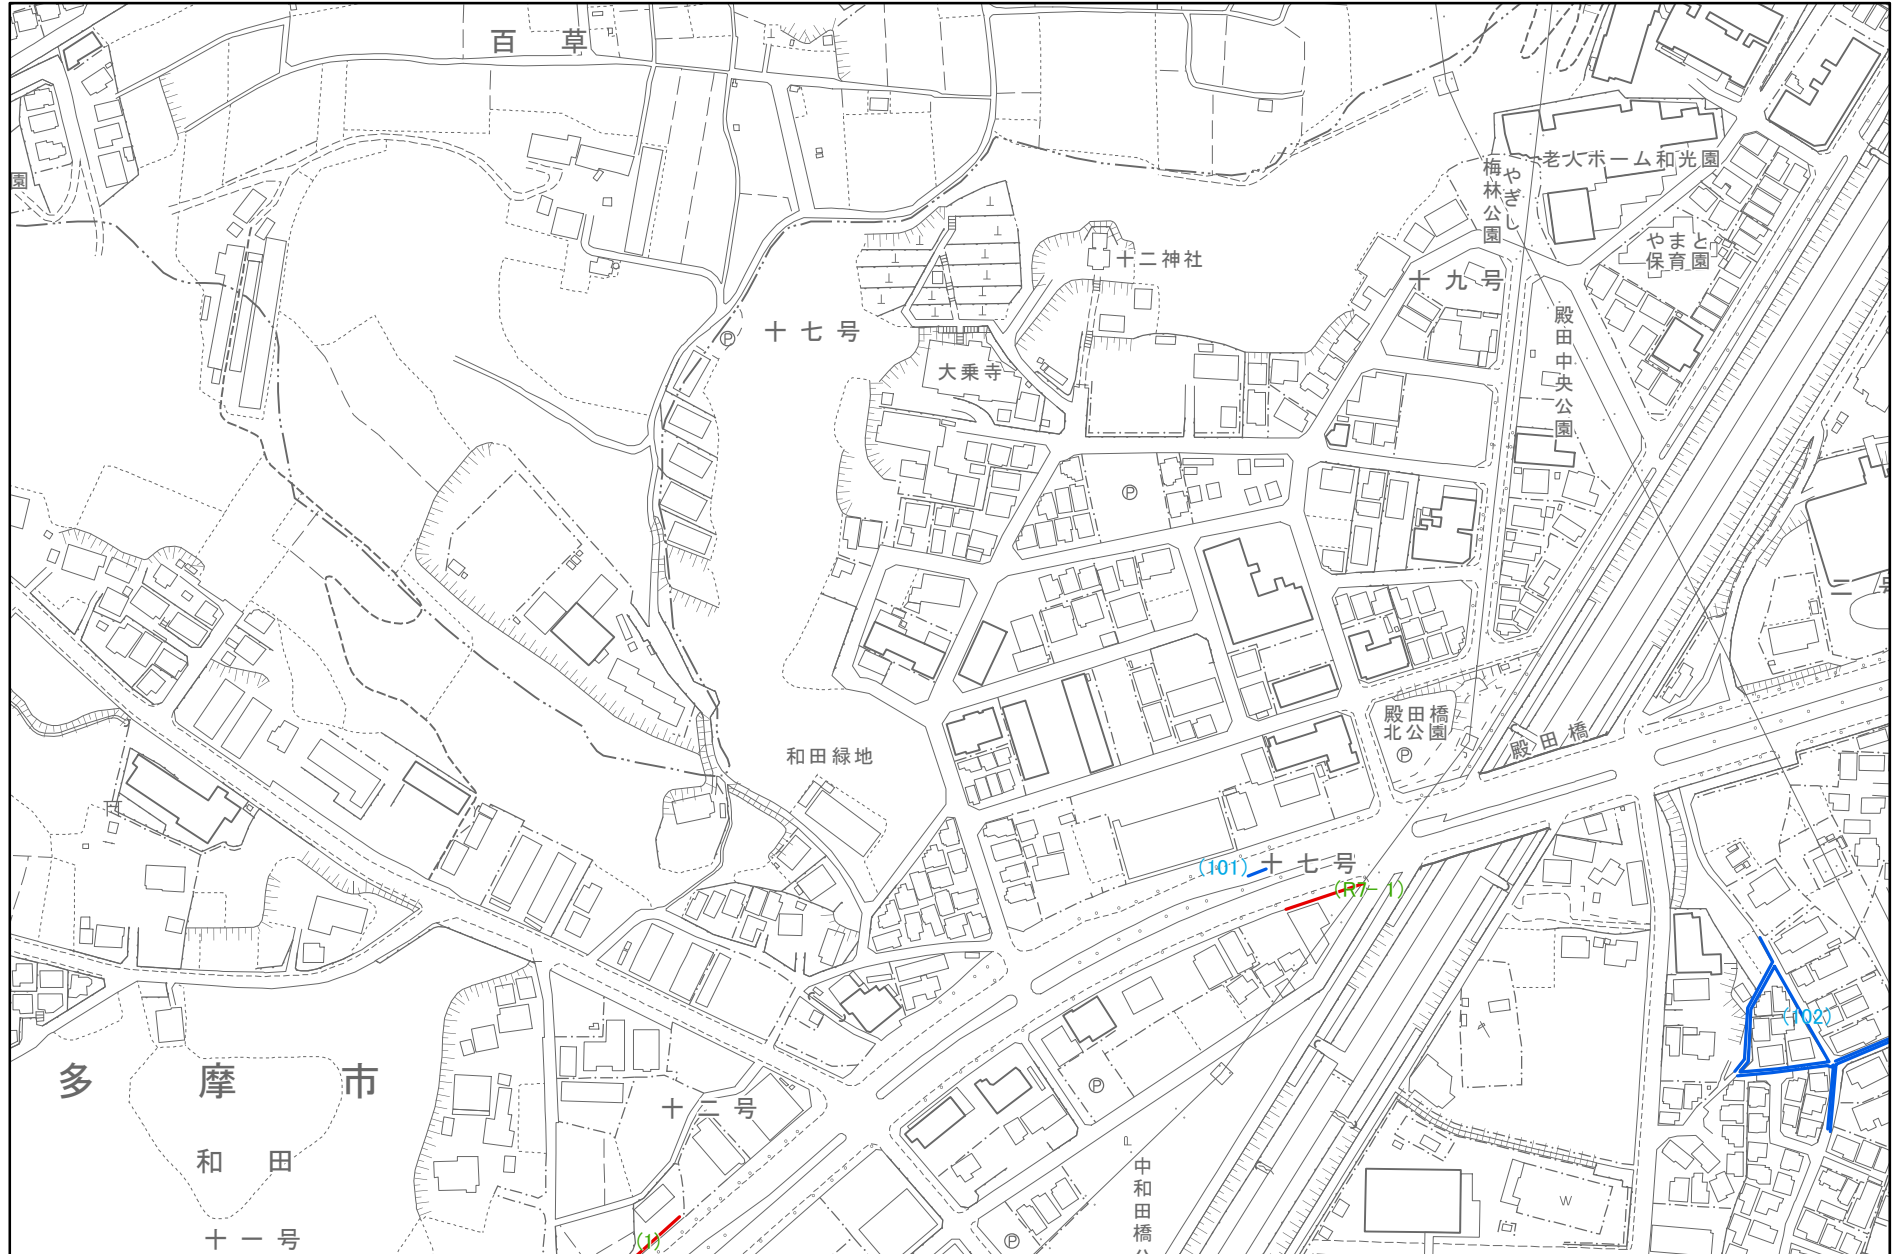 百草
園
老人ホーム和光園
やぎし
梅林公園
やまと
保育園
十二神社
十九号
殿田中央公園
十七号
Ⓟ
大乗寺
Ⓟ
二号
殿田橋
北公園
Ⓟ
殿田橋
和田緑地
(101)
十七号
(R7-1)
(102)
多摩市
Ⓟ
十二号
和田
中和田橋公
W
十一号
(1)
Ⓟ